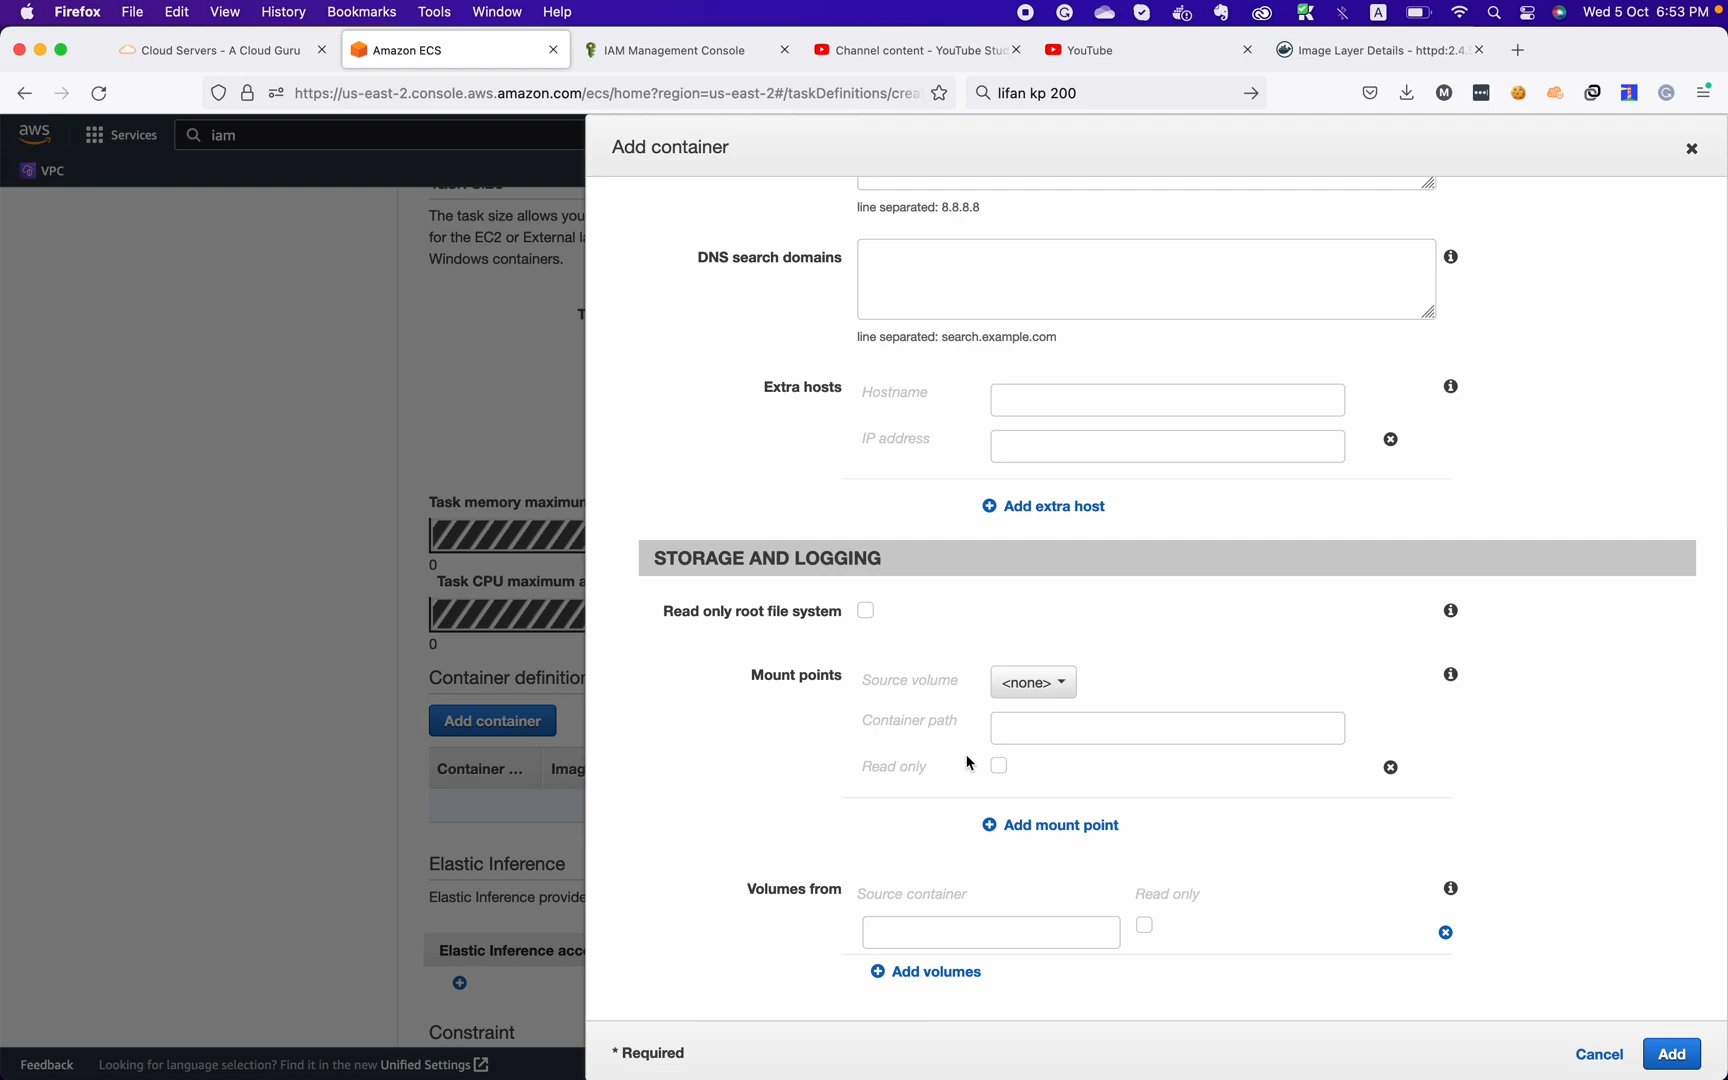 Firefox File Edit View History Bookmarks Tools Window Help A Wed 5 Oct 6:53 PM
Cloud Servers - A Cloud Guru Amazon ECS IAM Management Console Channel content - YouTube Stu YouTube Image Layer Details - httpd:2.4.
https://us-east-2.console.aws.amazon.com/ecs/home?region=us-east-2#/taskDefinitions/crea lifan kp 200
aws Services iam
VPC
Add container
The task size allows you
for the EC2 or External
Windows containers.
line separated: 8.8.8.8
DNS search domains
line separated: search.example.com
Extra hosts Hostname
IP address
Add extra host
Task memory maximu
0
Task CPU maximum a
0
STORAGE AND LOGGING
Read only root file system
Mount points Source volume <none>
Container path
Read only
Add mount point
Container definition
Add container
Container ... Imag
Elastic Inference
Elastic Inference provide
Elastic Inference acc
Volumes from Source container Read only
Add volumes
Constraint
* Required Cancel Add
Feedback Looking for language selection? Find it in the new Unified Settings